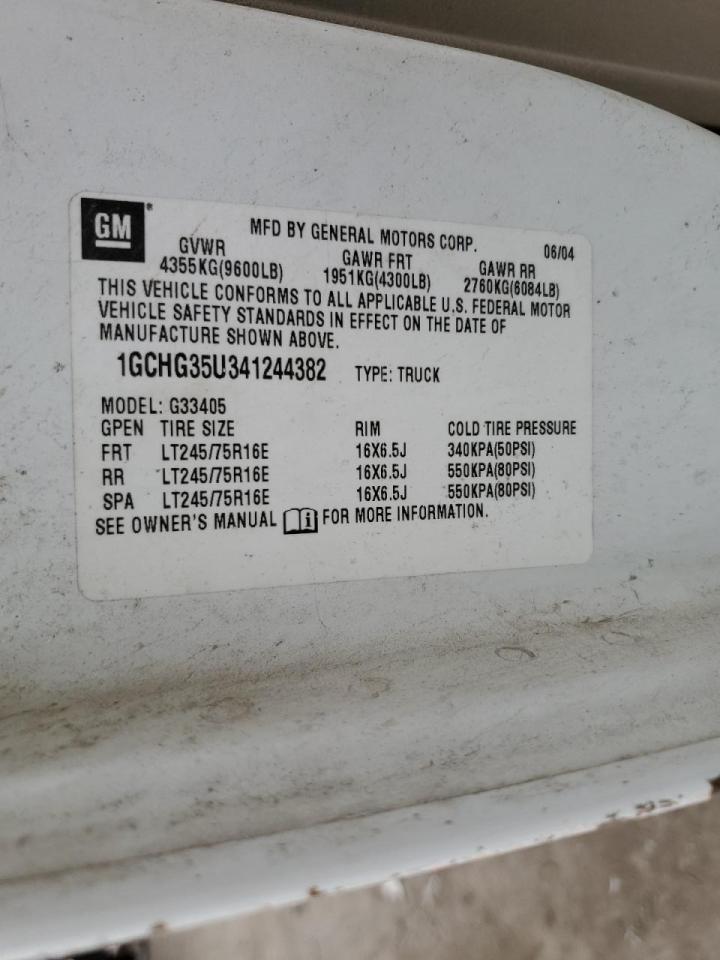 GM ®
MFD BY GENERAL MOTORS CORP. 06/04
GVWR GAWR FRT GAWR RR
4355KG(9600LB) 1951KG(4300LB) 2760KG(6084LB)
THIS VEHICLE CONFORMS TO ALL APPLICABLE U.S. FEDERAL MOTOR
VEHICLE SAFETY STANDARDS IN EFFECT ON THE DATE OF
MANUFACTURE SHOWN ABOVE.
1GCHG35U341244382 TYPE: TRUCK
MODEL: G33405
GPEN TIRE SIZE RIM COLD TIRE PRESSURE
FRT LT245/75R16E 16X6.5J 340KPA(50PSI)
RR LT245/75R16E 16X6.5J 550KPA(80PSI)
SPA LT245/75R16E 16X6.5J 550KPA(80PSI)
SEE OWNER'S MANUAL i FOR MORE INFORMATION.